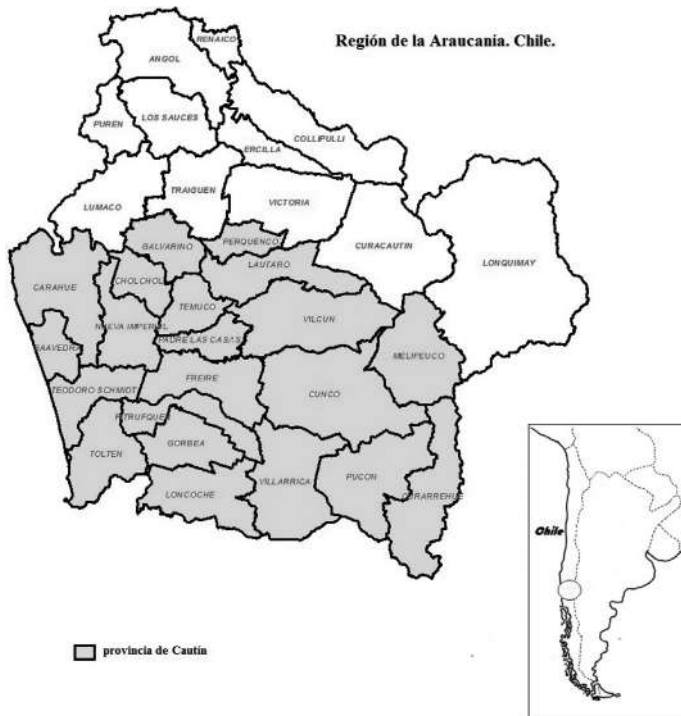 Región de la Araucanía. Chile.
RENAICO
ANGOL
PUREN
LOS SAUCES
COLLIPULLI
ERCILLA
LUMACO
TRAIGUEN
VICTORIA
CURACAUTIN
LONQUIMAY
GALVARINO
PERQUENCO
LAUTARO
CARAHUE
CHOLCHOL
TEMUCO
VILCUN
NUEVA IMPERIAL
PADRE LAS CASAS
SAAVEDRA
MELIPEUCO
TEODORO SCHMIDT
FREIRE
CUNCO
PITRUFQUEN
GORBEA
TOLTEN
LONCOCHE
VILLARRICA
PUCON
CURARREHUE
Chile
provincia de Cautín